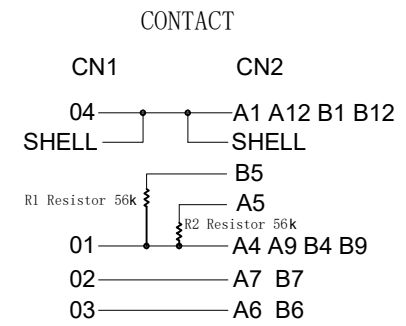 CONTACT
CN1 CN2
04 A1 A12 B1 B12
SHELL SHELL
B5
R1 Resistor 56k A5
R2 Resistor 56k
01 A4 A9 B4 B9
02 A7 B7
03 A6 B6